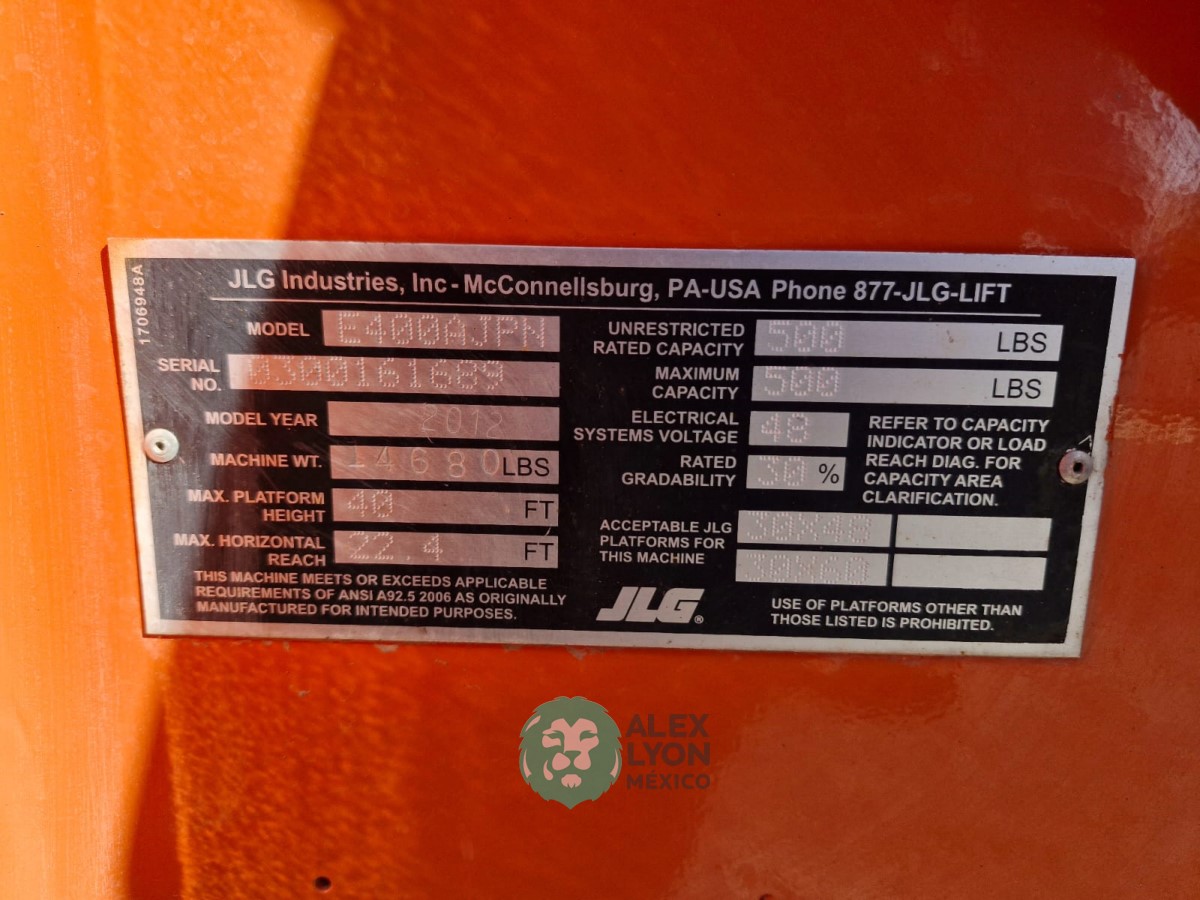 JLG Industries, Inc - McConnellsburg, PA-USA Phone 877-JLG-LIFT
1706948A
MODEL E400AJPN
SERIAL NO. 0300161689
MODEL YEAR 2012
MACHINE WT. 14680 LBS
MAX. PLATFORM HEIGHT 40 FT
MAX. HORIZONTAL REACH 22.4 FT
THIS MACHINE MEETS OR EXCEEDS APPLICABLE
REQUIREMENTS OF ANSI A92.5 2006 AS ORIGINALLY
MANUFACTURED FOR INTENDED PURPOSES.
UNRESTRICTED RATED CAPACITY 500 LBS
MAXIMUM CAPACITY 500 LBS
ELECTRICAL SYSTEMS VOLTAGE 48
RATED GRADABILITY 30 %
REFER TO CAPACITY
INDICATOR OR LOAD
REACH DIAG. FOR
CAPACITY AREA
CLARIFICATION.
ACCEPTABLE JLG
PLATFORMS FOR
THIS MACHINE
30X48
30X60
JLG®
USE OF PLATFORMS OTHER THAN
THOSE LISTED IS PROHIBITED.
ALEX
LYON
MÉXICO